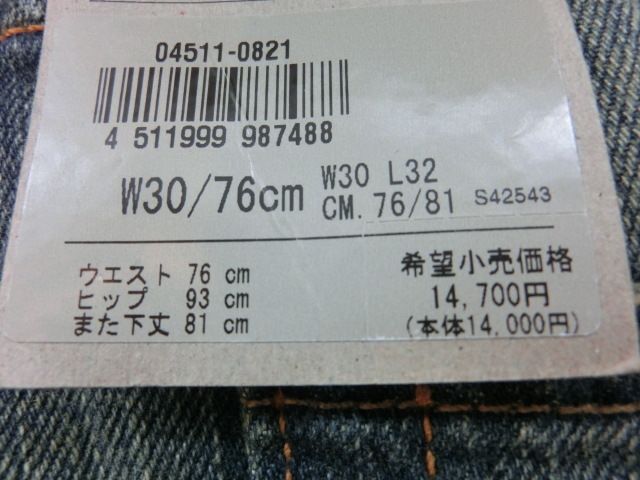 04511-0821
4 511999 987488
W30/76cm
W30 L32
CM. 76/81
S42543
ウエスト 76 cm
ヒップ 93 cm
また下丈 81 cm
希望小売価格
14,700円
(本体14,000円)